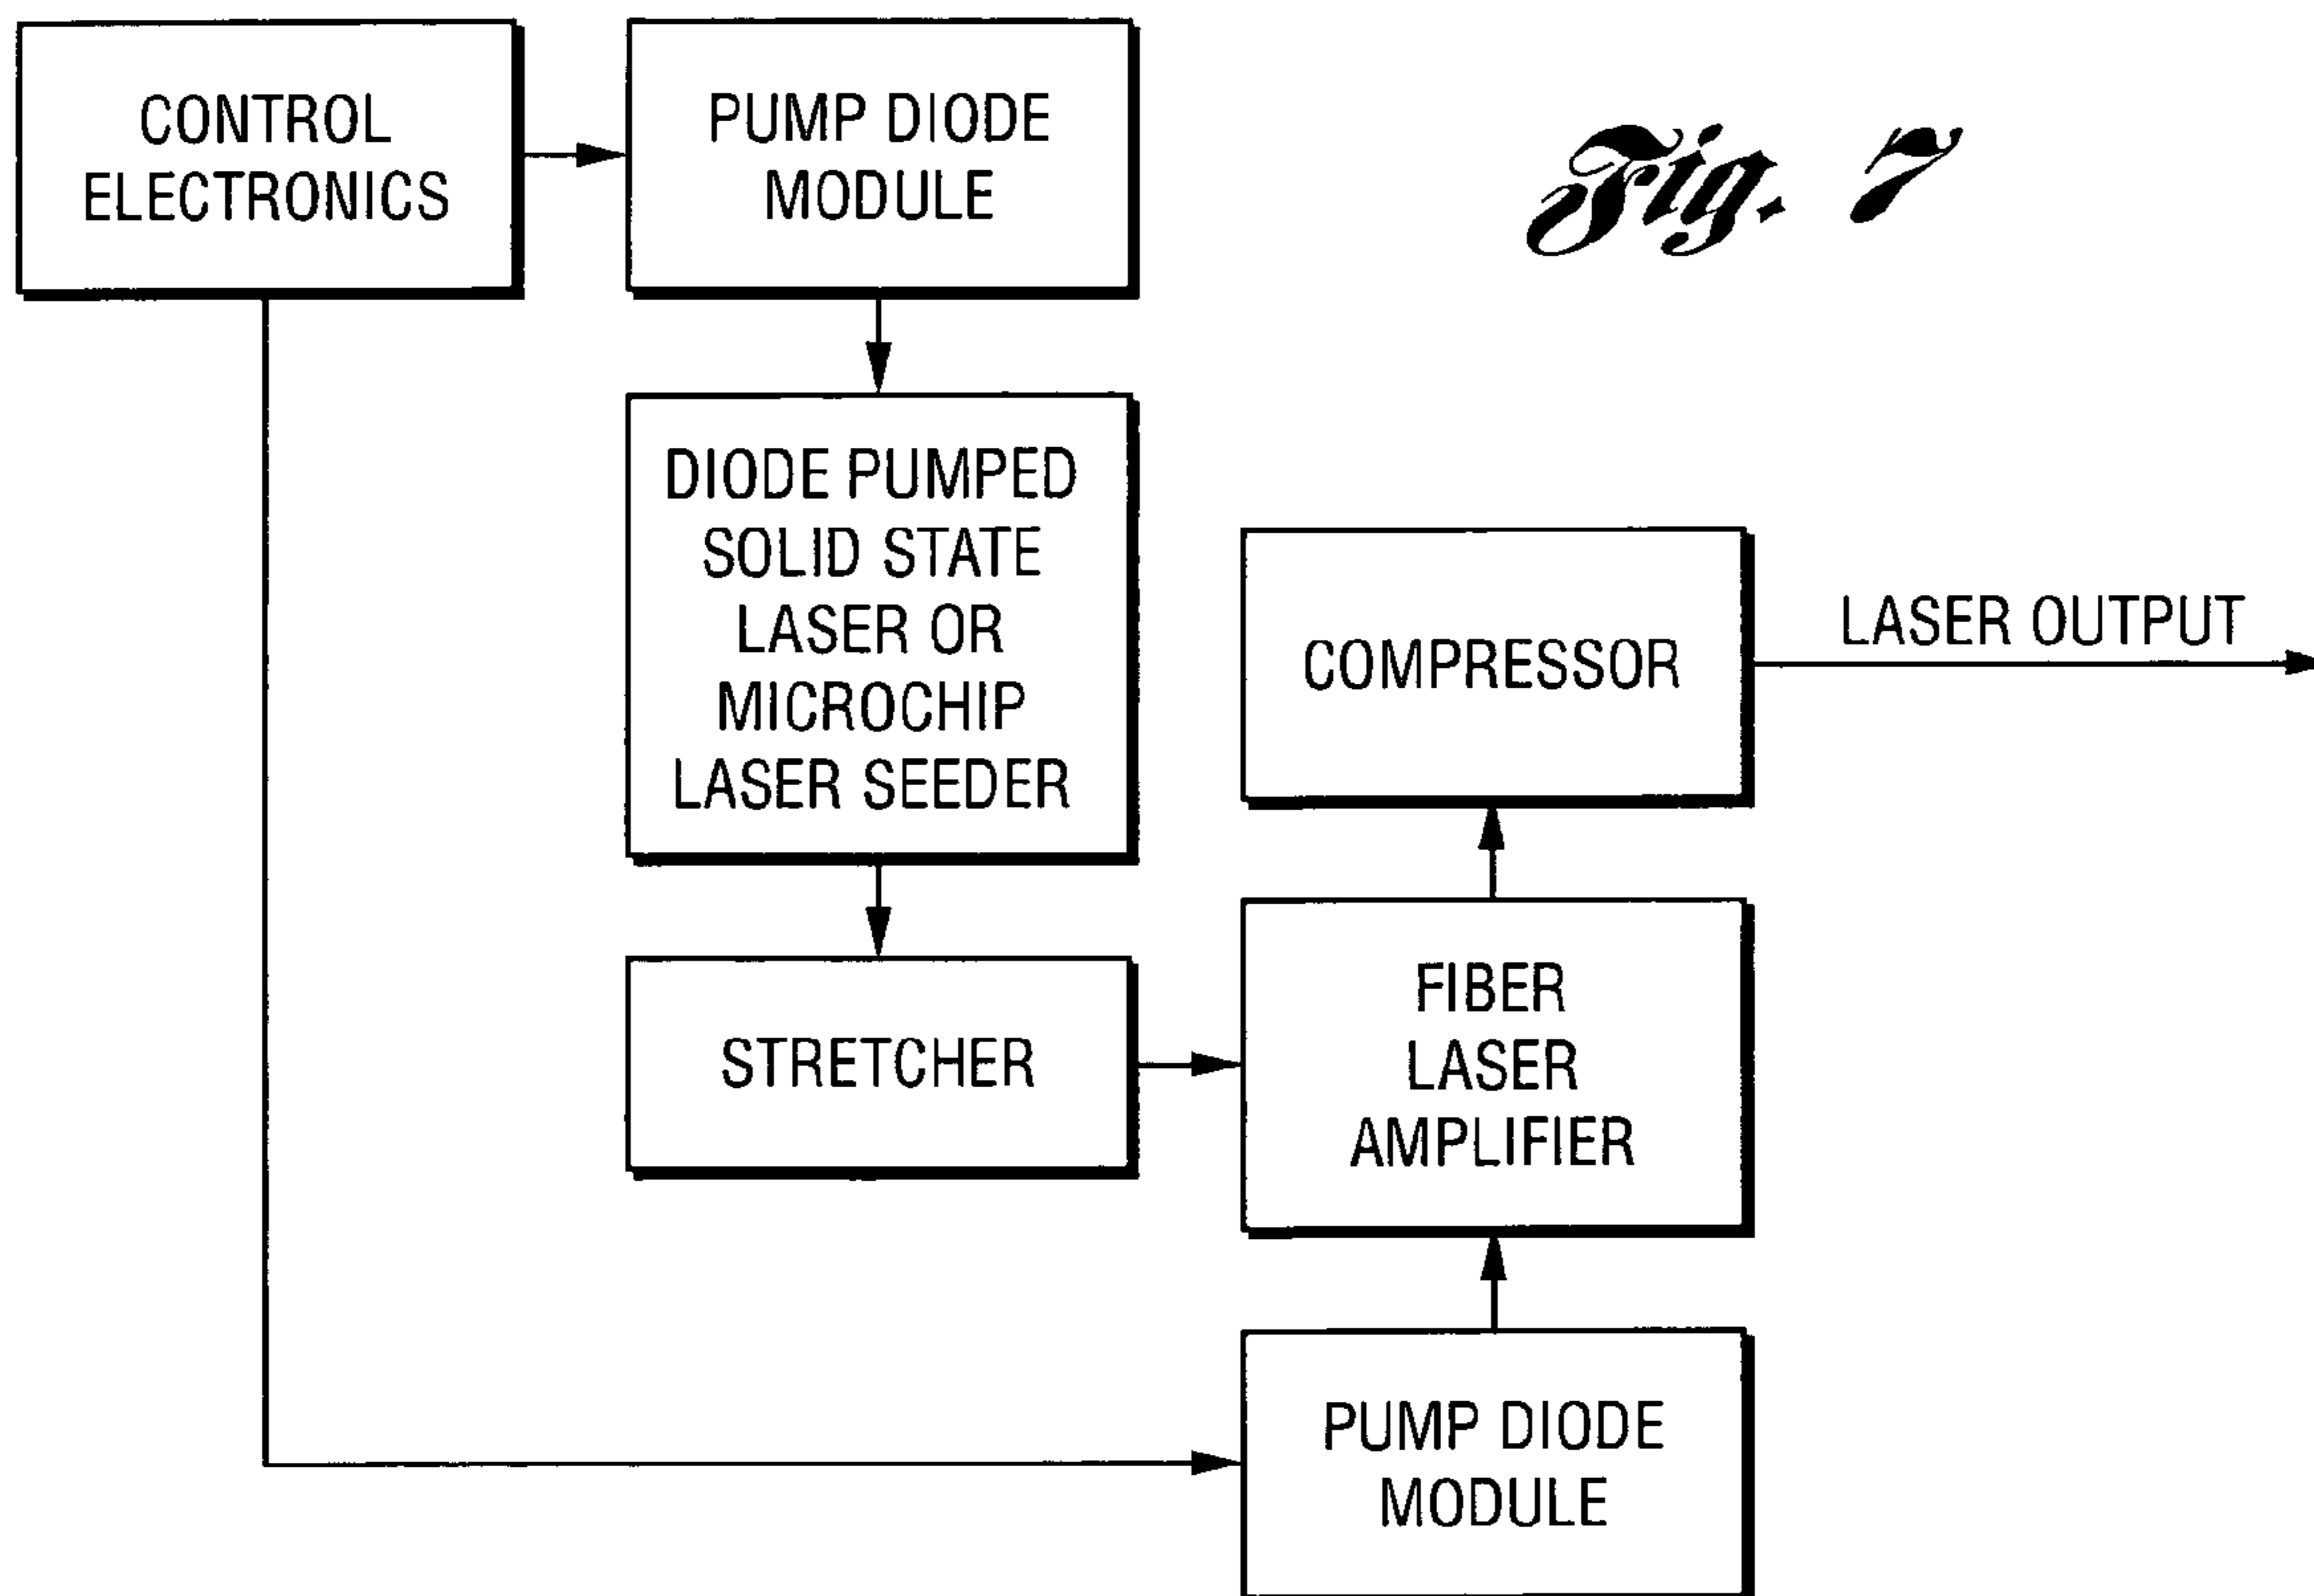 CONTROL
ELECTRONICS
PUMP DIODE
MODULE
Fig. 7
DIODE PUMPED
SOLID STATE
LASER OR
MICROCHIP
LASER SEEDER
COMPRESSOR
LASER OUTPUT
STRETCHER
FIBER
LASER
AMPLIFIER
PUMP DIODE
MODULE